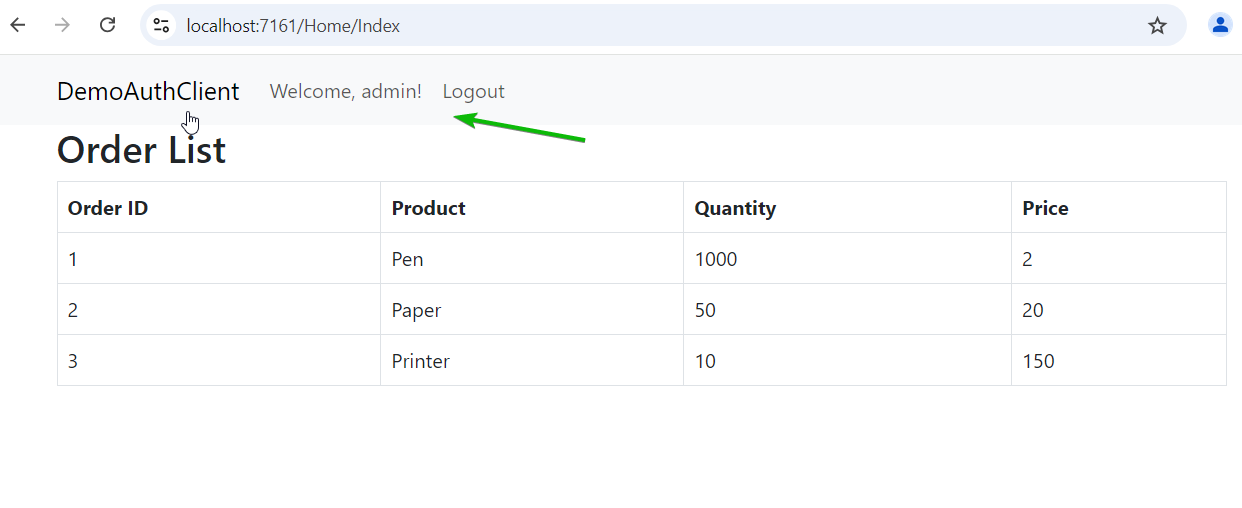 localhost:7161/Home/Index
DemoAuthClient Welcome, admin! Logout
Order List
Order ID Product Quantity Price
1 Pen 1000 2
2 Paper 50 20
3 Printer 10 150